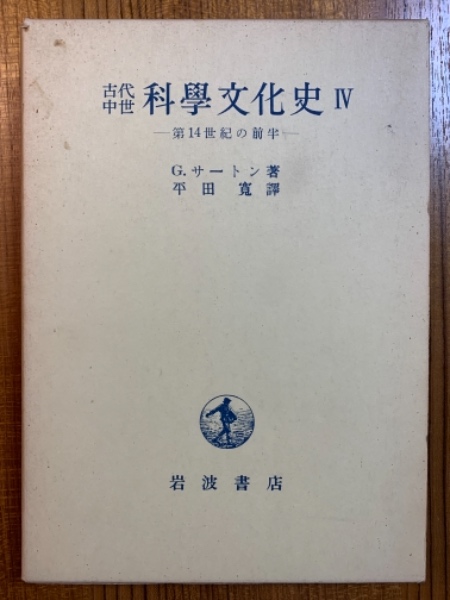 古代中世 科學文化史 IV
―第14世紀の前半―
G.サートン著
平田寬譯
岩波書店